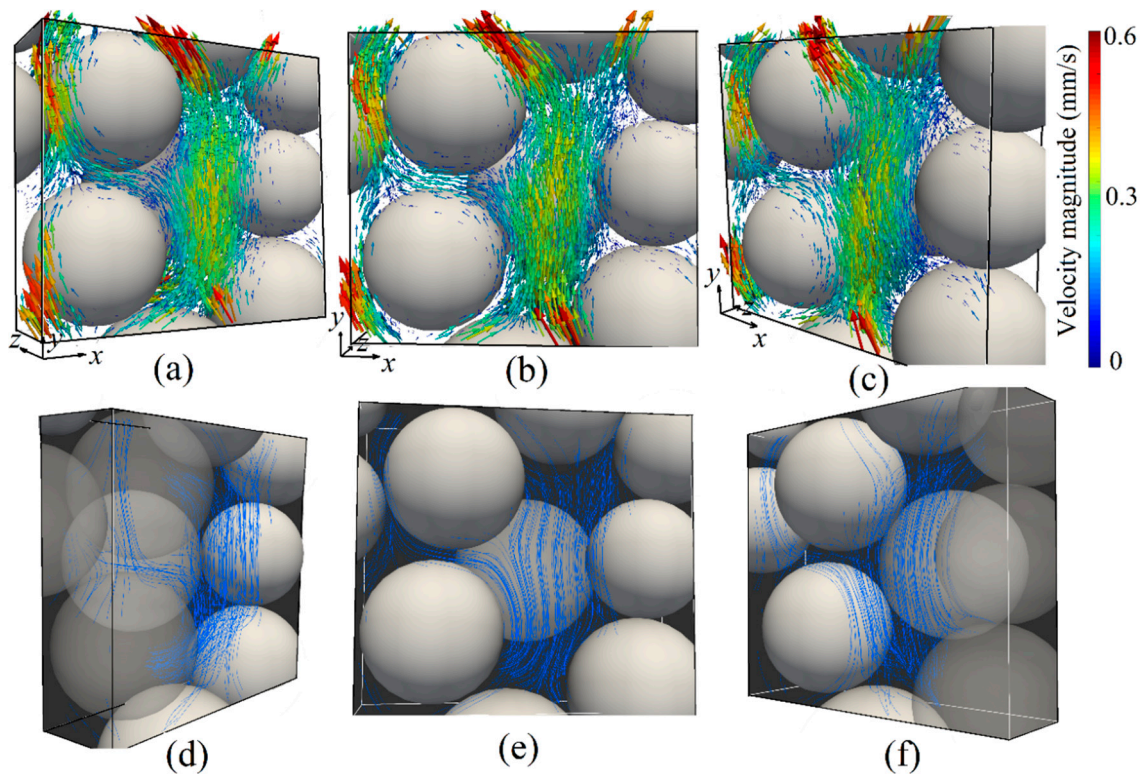 0.6
0.3
0
Velocity magnitude (mm/s)
z
y
x
(a)
y
z
x
(b)
y
z
x
(c)
(d)
(e)
(f)